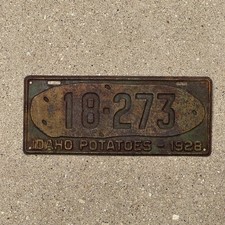 18-273
IDAHO POTATOES - 1928